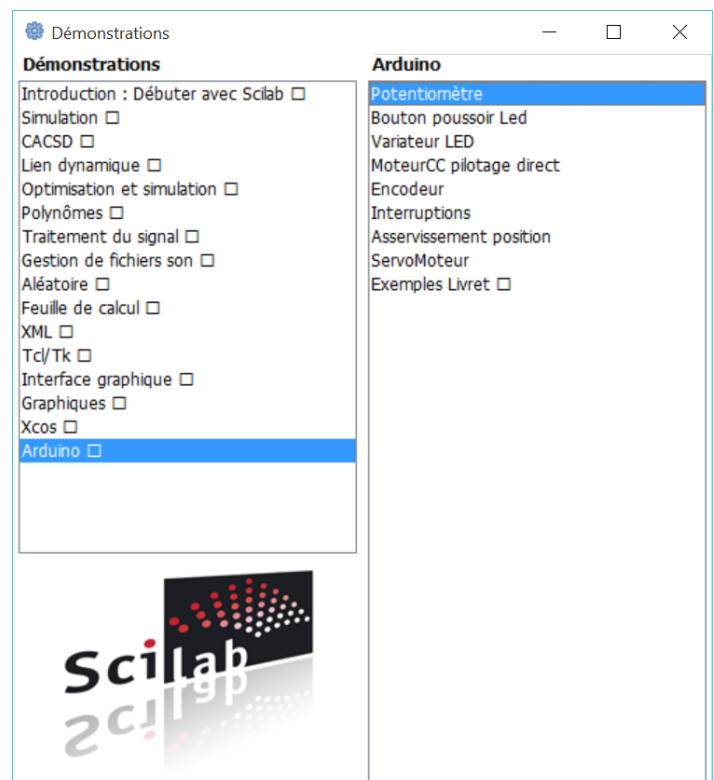 Démonstrations
Démonstrations
Introduction : Débuter avec Scilab □
Simulation □
CACSD □
Lien dynamique □
Optimisation et simulation □
Polynômes □
Traitement du signal □
Gestion de fichiers son □
Aléatoire □
Feuille de calcul □
XML □
Tcl/Tk □
Interface graphique □
Graphiques □
Xcos □
Arduino □
Scilab
Arduino
Potentiomètre
Bouton poussoir Led
Variateur LED
MoteurCC pilotage direct
Encodeur
Interruptions
Asservissement position
ServoMoteur
Exemples Livret □